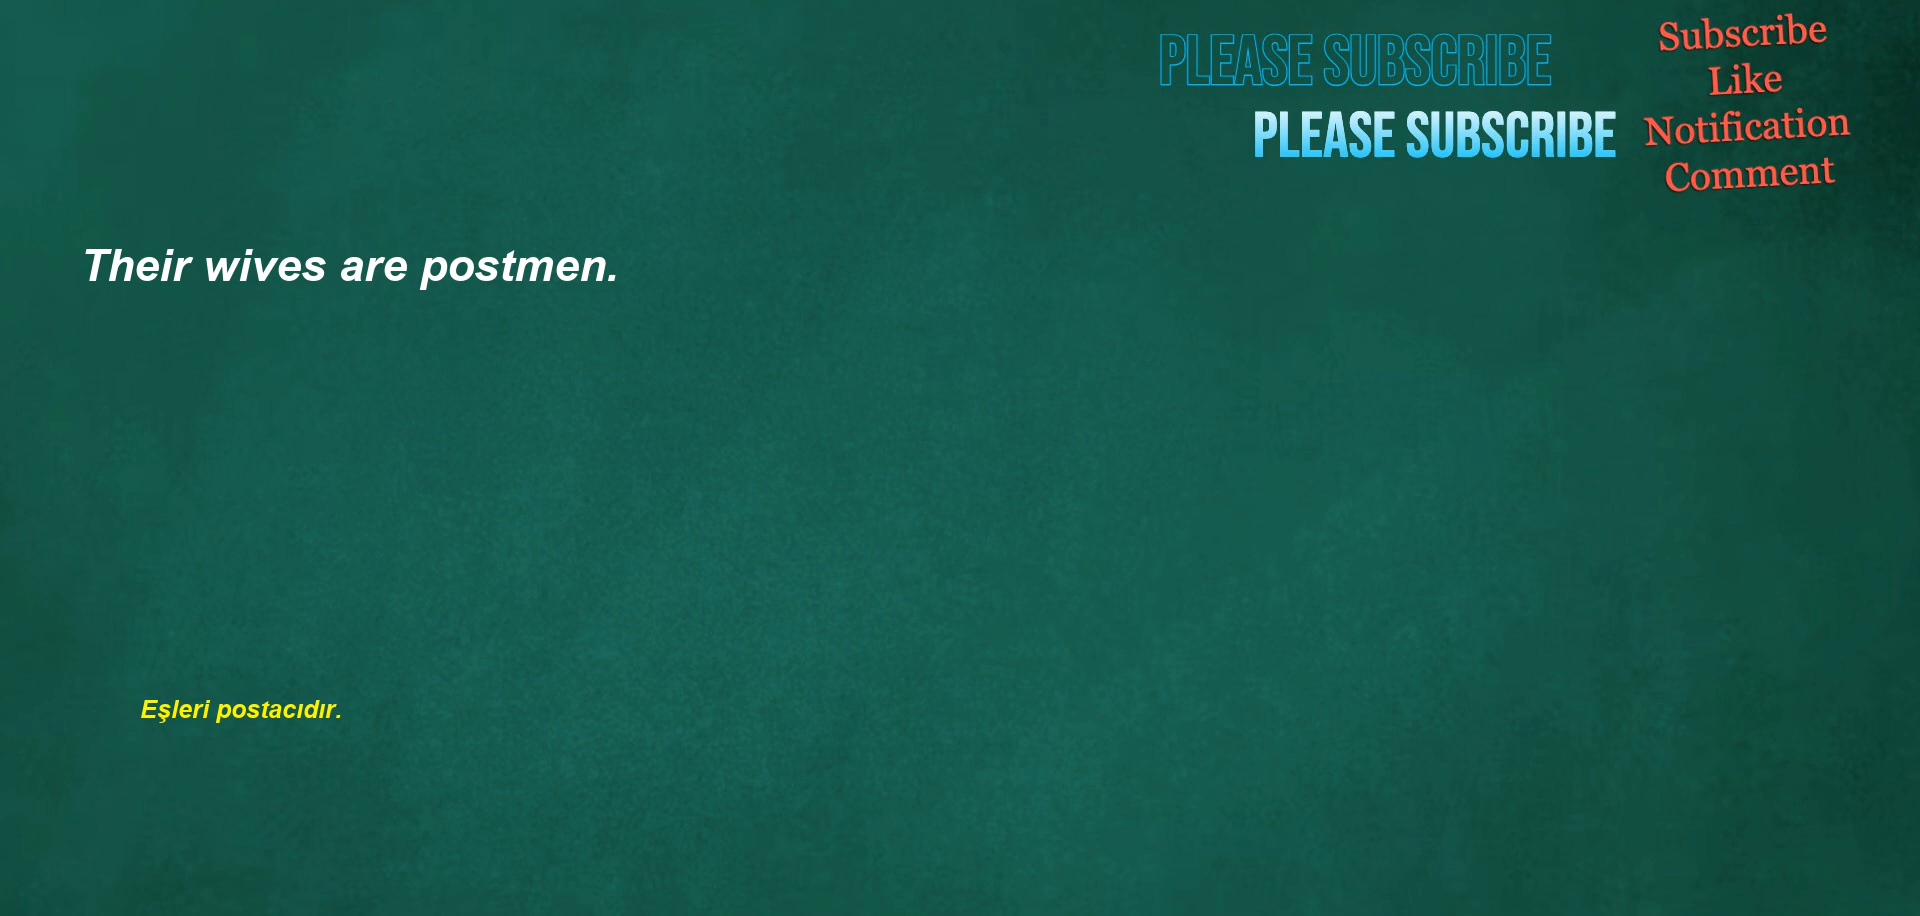 PLEASE SUBSCRIBE
PLEASE SUBSCRIBE
Subscribe
Like
Notification
Comment
Their wives are postmen.
Eşleri postacıdır.